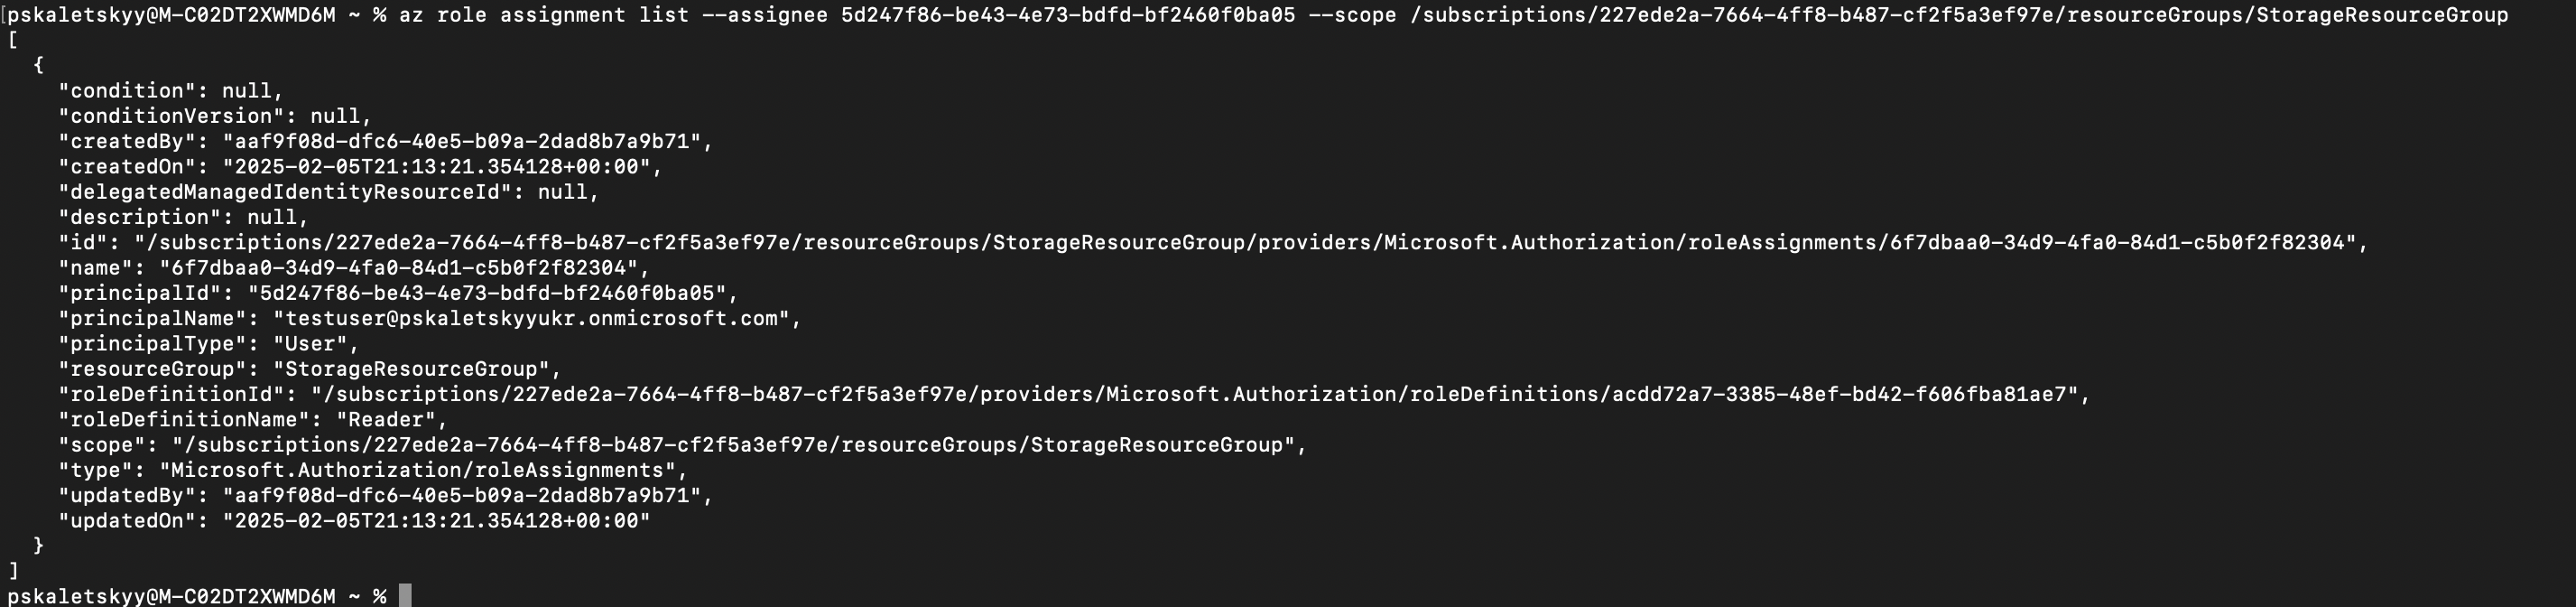 [pskaletskyy@M-C02DT2XWMD6M ~ % az role assignment list --assignee 5d247f86-be43-4e73-bdfd-bf2460f0ba05 --scope /subscriptions/227ede2a-7664-4ff8-b487-cf2f5a3ef97e/resourceGroups/StorageResourceGroup
[
  {
    "condition": null,
    "conditionVersion": null,
    "createdBy": "aaf9f08d-dfc6-40e5-b09a-2dad8b7a9b71",
    "createdOn": "2025-02-05T21:13:21.354128+00:00",
    "delegatedManagedIdentityResourceId": null,
    "description": null,
    "id": "/subscriptions/227ede2a-7664-4ff8-b487-cf2f5a3ef97e/resourceGroups/StorageResourceGroup/providers/Microsoft.Authorization/roleAssignments/6f7dbaa0-34d9-4fa0-84d1-c5b0f2f82304",
    "name": "6f7dbaa0-34d9-4fa0-84d1-c5b0f2f82304",
    "principalId": "5d247f86-be43-4e73-bdfd-bf2460f0ba05",
    "principalName": "testuser@pskaletskyyukr.onmicrosoft.com",
    "principalType": "User",
    "resourceGroup": "StorageResourceGroup",
    "roleDefinitionId": "/subscriptions/227ede2a-7664-4ff8-b487-cf2f5a3ef97e/providers/Microsoft.Authorization/roleDefinitions/acdd72a7-3385-48ef-bd42-f606fba81ae7",
    "roleDefinitionName": "Reader",
    "scope": "/subscriptions/227ede2a-7664-4ff8-b487-cf2f5a3ef97e/resourceGroups/StorageResourceGroup",
    "type": "Microsoft.Authorization/roleAssignments",
    "updatedBy": "aaf9f08d-dfc6-40e5-b09a-2dad8b7a9b71",
    "updatedOn": "2025-02-05T21:13:21.354128+00:00"
  }
]
pskaletskyy@M-C02DT2XWMD6M ~ %